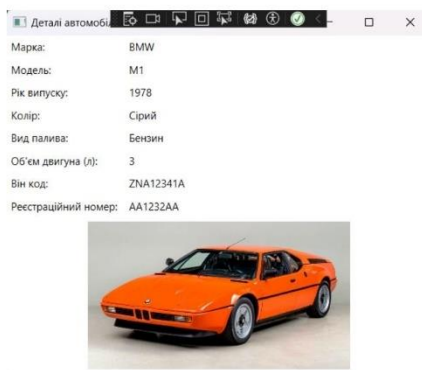 Деталі автомобі
Марка: BMW
Модель: M1
Рік випуску: 1978
Колір: Сірий
Вид палива: Бензин
Об'єм двигуна (л): 3
Він код: ZNA12341A
Реєстраційний номер: AA1232AA